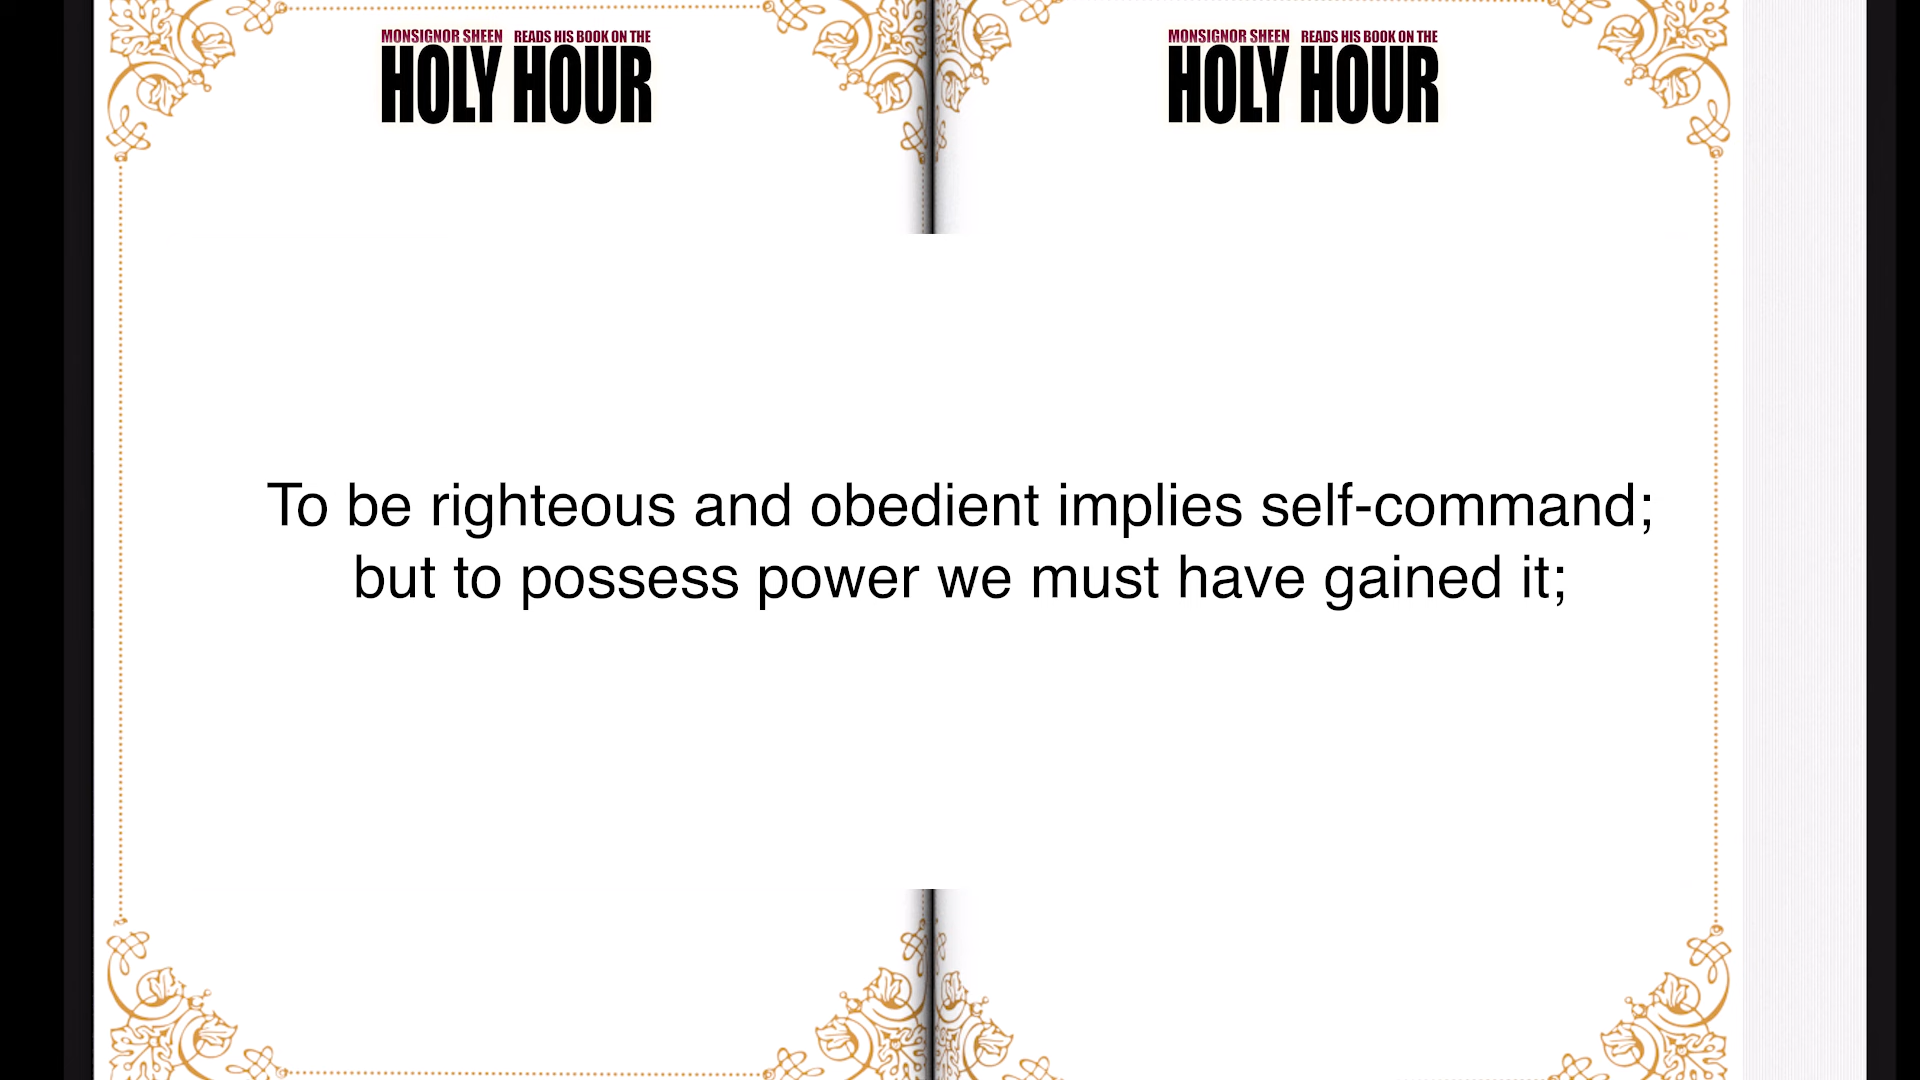 MONSIGNOR SHEEN READS HIS BOOK ON THE
HOLY HOUR
MONSIGNOR SHEEN READS HIS BOOK ON THE
HOLY HOUR
To be righteous and obedient implies self-command;
but to possess power we must have gained it;